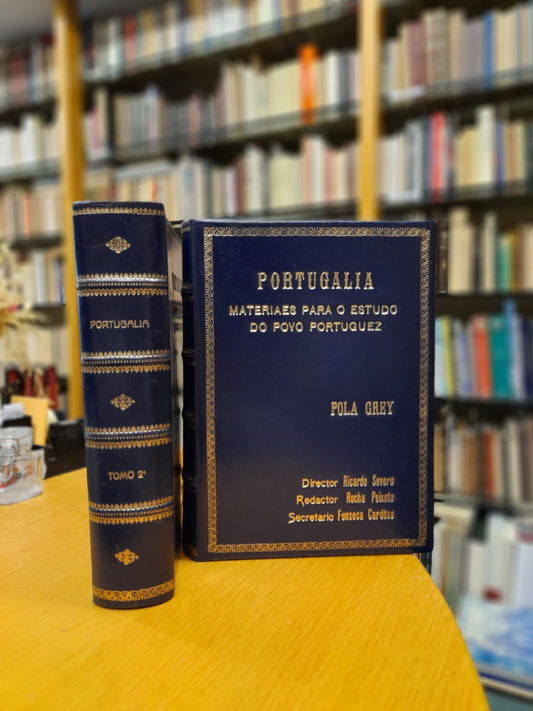 PORTUGALIA
TOMO 2º
PORTUGALIA
MATERIAES PARA O ESTUDO
DO POVO PORTUGUEZ
POLA GREY
Director Ricardo Severo
Redactor Rocha Peixoto
Secretario Fonseca Cardoso